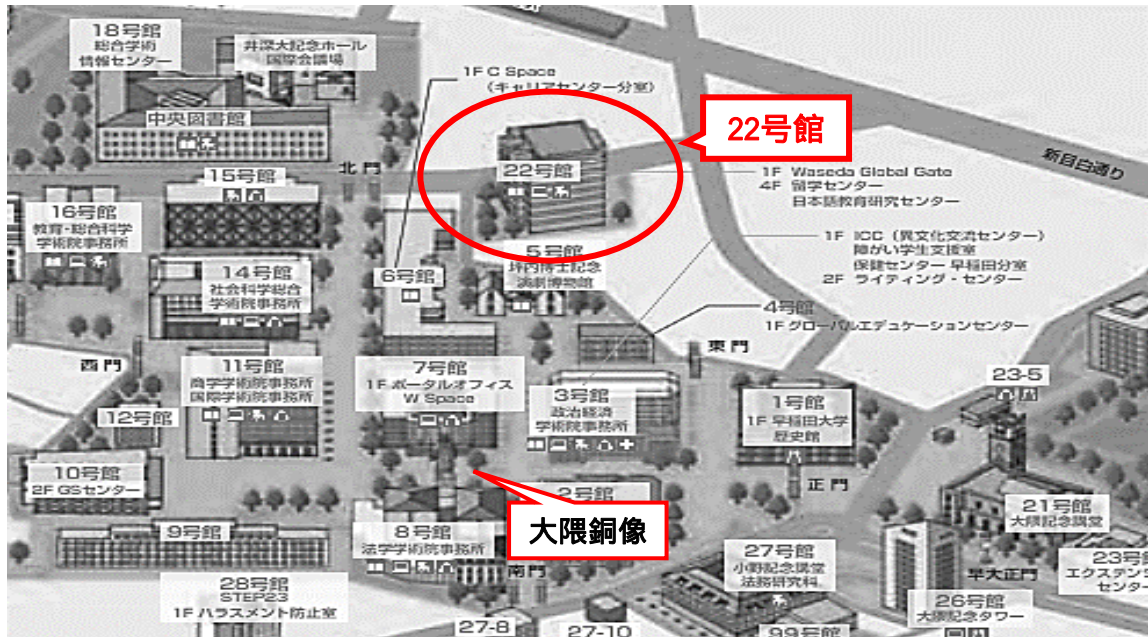 18号館
総合学術
情報センター
井深大記念ホール
国際会議場
中央図書館
1F C Space
(キャリアセンター分室)
22号館
22号館
新目白通り
北門
15号館
1F Waseda Global Gate
4F 留学センター
日本語教育研究センター
16号館
教育・総合科学
学術院事務所
14号館
社会科学総合
学術院事務所
6号館
5号館
坪内博士記念
演劇博物館
1F ICC(異文化交流センター)
障がい学生支援室
保健センター 早稲田分室
2F ライティング・センター
4号館
1F グローバルエデュケーションセンター
西門
東門
11号館
商学学術院事務所
国際学術院事務所
7号館
1F ポータルオフィス
W Space
3号館
政治経済
学術院事務所
1号館
1F 早稲田大学
歴史館
23-5
12号館
10号館
2F GSセンター
正門
大隈銅像
2号館
21号館
大隈記念講堂
9号館
8号館
法学学術院事務所
南門
27号館
小野記念講堂
法務研究科
早大正門
23号
エクステン
センター
28号館
STEP23
1F ハラスメント防止室
26号館
大隈記念タワー
27-8
27-10
99号館